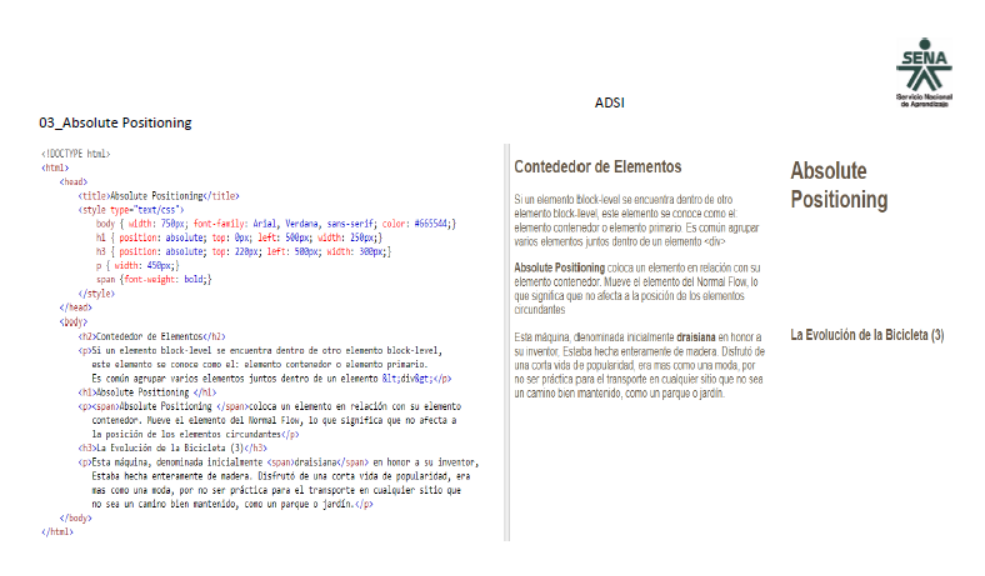 SENA
Servicio Nacional
de Aprendizaje
ADSI
03_Absolute Positioning
<!DOCTYPE html>
<html>
<head>
<title>Absolute Positioning</title>
<style type="text/css">
body { width: 750px; font-family: Arial, Verdana, sans-serif; color: #665544;}
h1 { position: absolute; top: 0px; left: 500px; width: 250px;}
h3 { position: absolute; top: 220px; left: 500px; width: 300px;}
p { width: 450px;}
span {font-weight: bold;}
</style>
</head>
<body>
<h2>Contededor de Elementos</h2>
<p>Si un elemento block-level se encuentra dentro de otro elemento block-level,
este elemento se conoce como el: elemento contenedor o elemento primario.
Es común agrupar varios elementos juntos dentro de un elemento &lt;div&gt;</p>
<h1>Absolute Positioning </h1>
<p><span>Absolute Positioning </span>coloca un elemento en relación con su elemento
contenedor. Mueve el elemento del Normal Flow, lo que significa que no afecta a
la posición de los elementos circundantes</p>
<h3>La Evolución de la Bicicleta (3)</h3>
<p>Esta máquina, denominada inicialmente <span>draisiana</span> en honor a su inventor,
Estaba hecha enteramente de madera. Disfrutó de una corta vida de popularidad, era
mas como una moda, por no ser práctica para el transporte en cualquier sitio que
no sea un camino bien mantenido, como un parque o jardín.</p>
</body>
</html>
Contededor de Elementos
Si un elemento block-level se encuentra dentro de otro
elemento block-level, este elemento se conoce como el:
elemento contenedor o elemento primario. Es común agrupar
varios elementos juntos dentro de un elemento <div>
Absolute Positioning coloca un elemento en relación con su
elemento contenedor. Mueve el elemento del Normal Flow, lo
que significa que no afecta a la posición de los elementos
circundantes
Esta máquina, denominada inicialmente draisiana en honor a
su inventor. Estaba hecha enteramente de madera. Disfrutó de
una corta vida de popularidad, era mas como una moda, por
no ser práctica para el transporte en cualquier sitio que no sea
un camino bien mantenido, como un parque o jardín.
Absolute
Positioning
La Evolución de la Bicicleta (3)